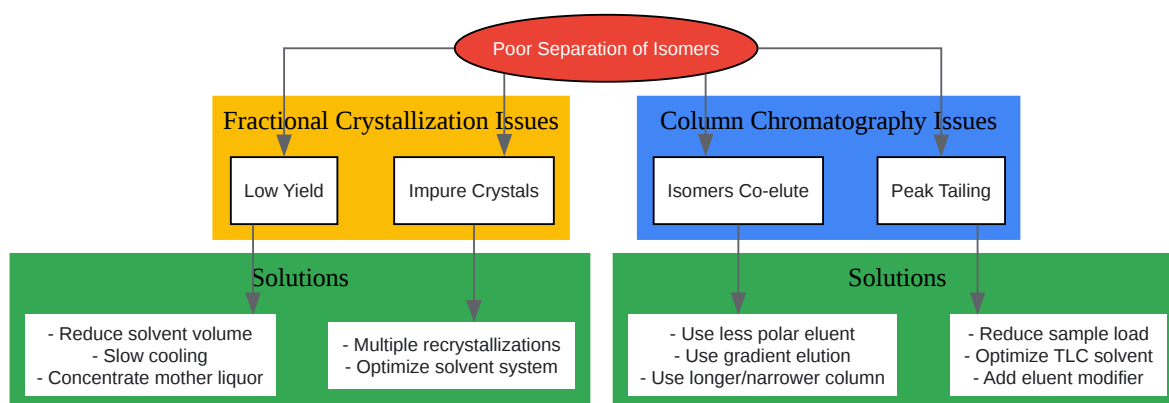 Poor Separation of Isomers
Fractional Crystallization Issues
Column Chromatography Issues
Low Yield
Impure Crystals
Isomers Co-elute
Peak Tailing
Solutions
Solutions
- Reduce solvent volume
- Slow cooling
- Concentrate mother liquor
- Multiple recrystallizations
- Optimize solvent system
- Use less polar eluent
- Use gradient elution
- Use longer/narrower column
- Reduce sample load
- Optimize TLC solvent
- Add eluent modifier